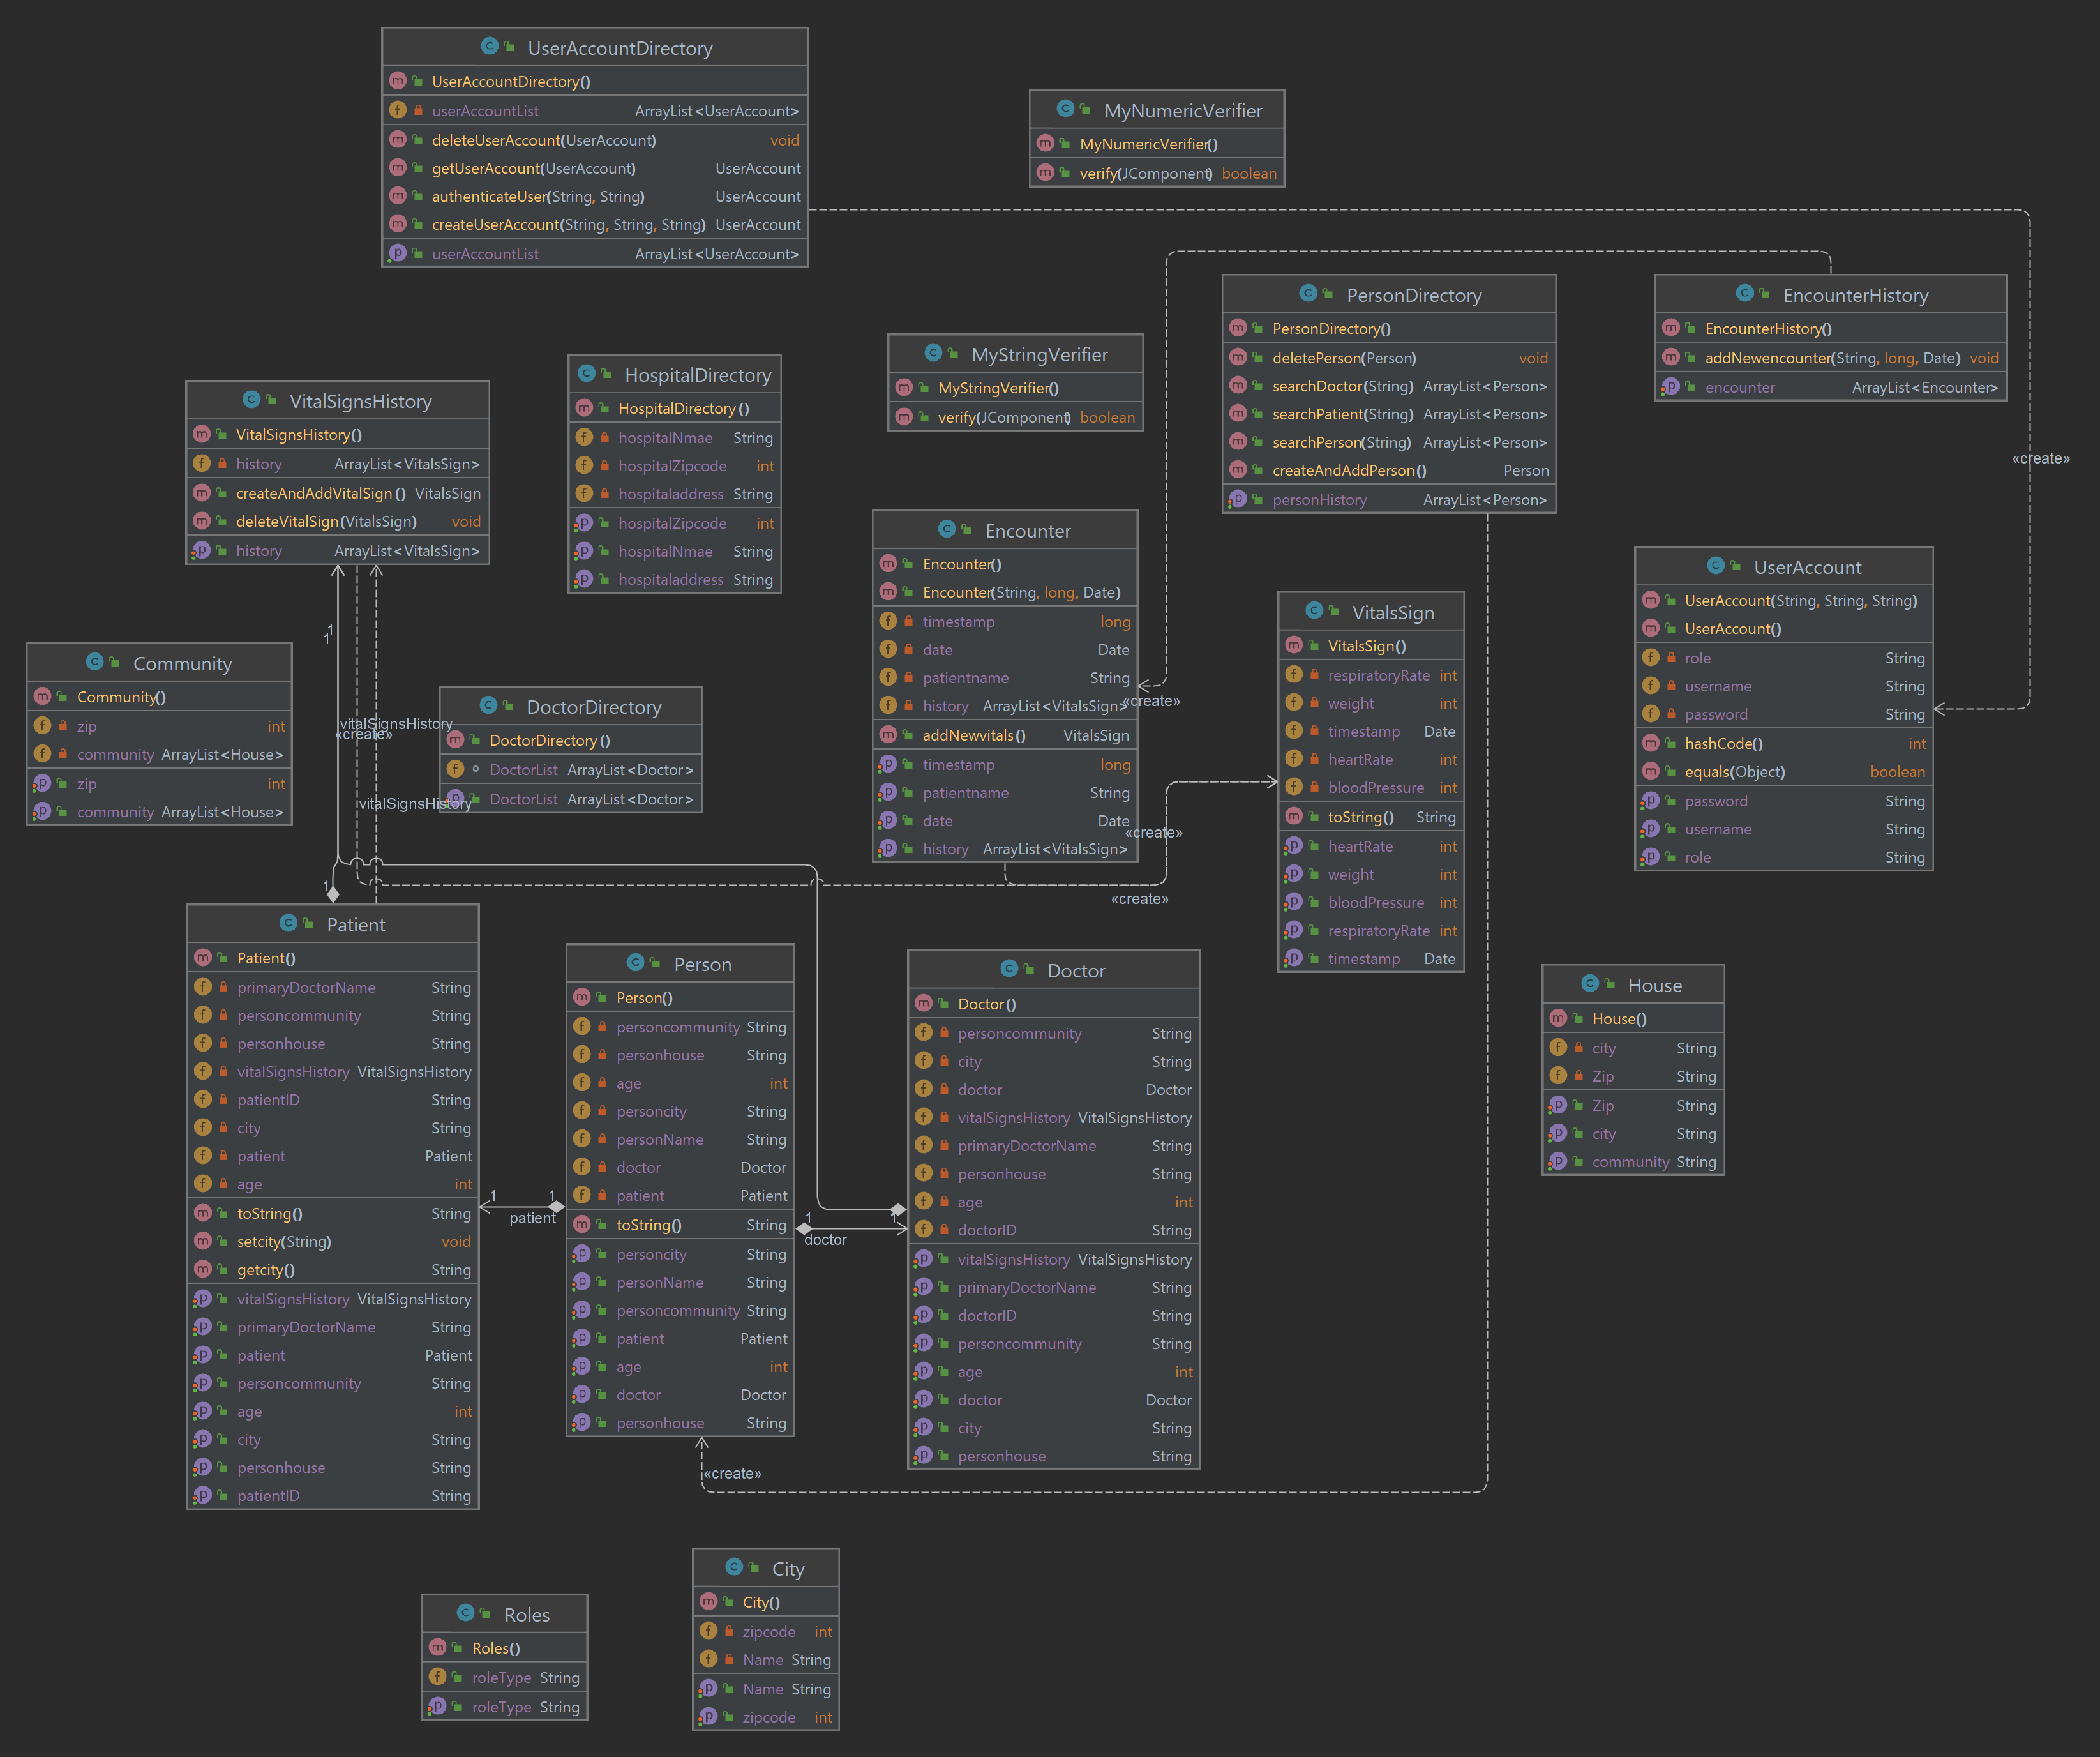 UserAccountDirectory
UserAccountDirectory()
userAccountList ArrayList<UserAccount>
deleteUserAccount(UserAccount) void
getUserAccount(UserAccount) UserAccount
authenticateUser(String, String) UserAccount
createUserAccount(String, String, String) UserAccount
userAccountList ArrayList<UserAccount>
MyNumericVerifier
MyNumericVerifier()
verify(JComponent) boolean
PersonDirectory
PersonDirectory()
deletePerson(Person) void
searchDoctor(String) ArrayList<Person>
searchPatient(String) ArrayList<Person>
searchPerson(String) ArrayList<Person>
createAndAddPerson() Person
personHistory ArrayList<Person>
EncounterHistory
EncounterHistory()
addNewencounter(String, long, Date) void
encounter ArrayList<Encounter>
«create»
MyStringVerifier
MyStringVerifier()
verify(JComponent) boolean
HospitalDirectory
HospitalDirectory()
hospitalNmae String
hospitalZipcode int
hospitaladdress String
hospitalZipcode int
hospitalNmae String
hospitaladdress String
VitalSignsHistory
VitalSignsHistory()
history ArrayList<VitalsSign>
createAndAddVitalSign() VitalsSign
deleteVitalSign(VitalsSign) void
history ArrayList<VitalsSign>
1
1
Encounter
Encounter()
Encounter(String, long, Date)
timestamp long
date Date
patientname String
history ArrayList<VitalsSign>
addNewvitals() VitalsSign
timestamp long
patientname String
date Date
history ArrayList<VitalsSign>
«create»
«create»
«create»
UserAccount
UserAccount(String, String, String)
UserAccount()
role String
username String
password String
hashCode() int
equals(Object) boolean
password String
username String
role String
VitalsSign
VitalsSign()
respiratoryRate int
weight int
timestamp Date
heartRate int
bloodPressure int
toString() String
heartRate int
weight int
bloodPressure int
respiratoryRate int
timestamp Date
Community
Community()
zip int
community ArrayList<House>
zip int
community ArrayList<House>
vitalSignsHistory
«create»
vitalSignsHistory
DoctorDirectory
DoctorDirectory()
DoctorList ArrayList<Doctor>
DoctorList ArrayList<Doctor>
1
Patient
Patient()
primaryDoctorName String
personcommunity String
personhouse String
vitalSignsHistory VitalSignsHistory
patientID String
city String
patient Patient
age int
toString() String
setcity(String) void
getcity() String
vitalSignsHistory VitalSignsHistory
primaryDoctorName String
patient Patient
personcommunity String
age int
city String
personhouse String
patientID String
1
1
patient
Person
Person()
personcommunity String
personhouse String
age int
personcity String
personName String
doctor Doctor
patient Patient
toString() String
personcity String
personName String
personcommunity String
patient Patient
age int
doctor Doctor
personhouse String
«create»
1
1
doctor
Doctor
Doctor()
personcommunity String
city String
doctor Doctor
vitalSignsHistory VitalSignsHistory
primaryDoctorName String
personhouse String
age int
doctorID String
vitalSignsHistory VitalSignsHistory
primaryDoctorName String
doctorID String
personcommunity String
age int
doctor Doctor
city String
personhouse String
House
House()
city String
Zip String
Zip String
city String
community String
Roles
Roles()
roleType String
roleType String
City
City()
zipcode int
Name String
Name String
zipcode int